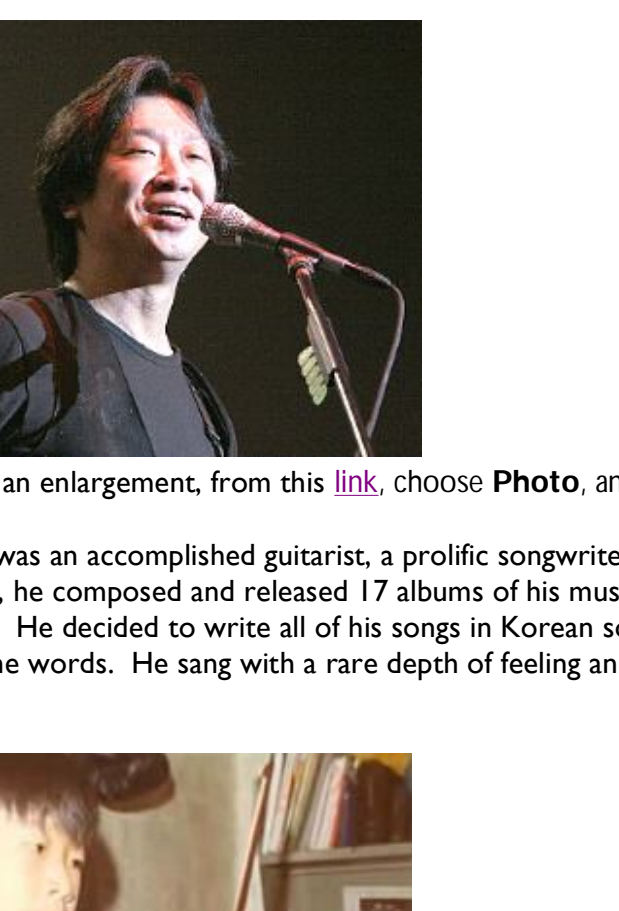 an enlargement, from this link, choose Photo, an
was an accomplished guitarist, a prolific songwrite
, he composed and released 17 albums of his mus
He decided to write all of his songs in Korean so
ne words. He sang with a rare depth of feeling an